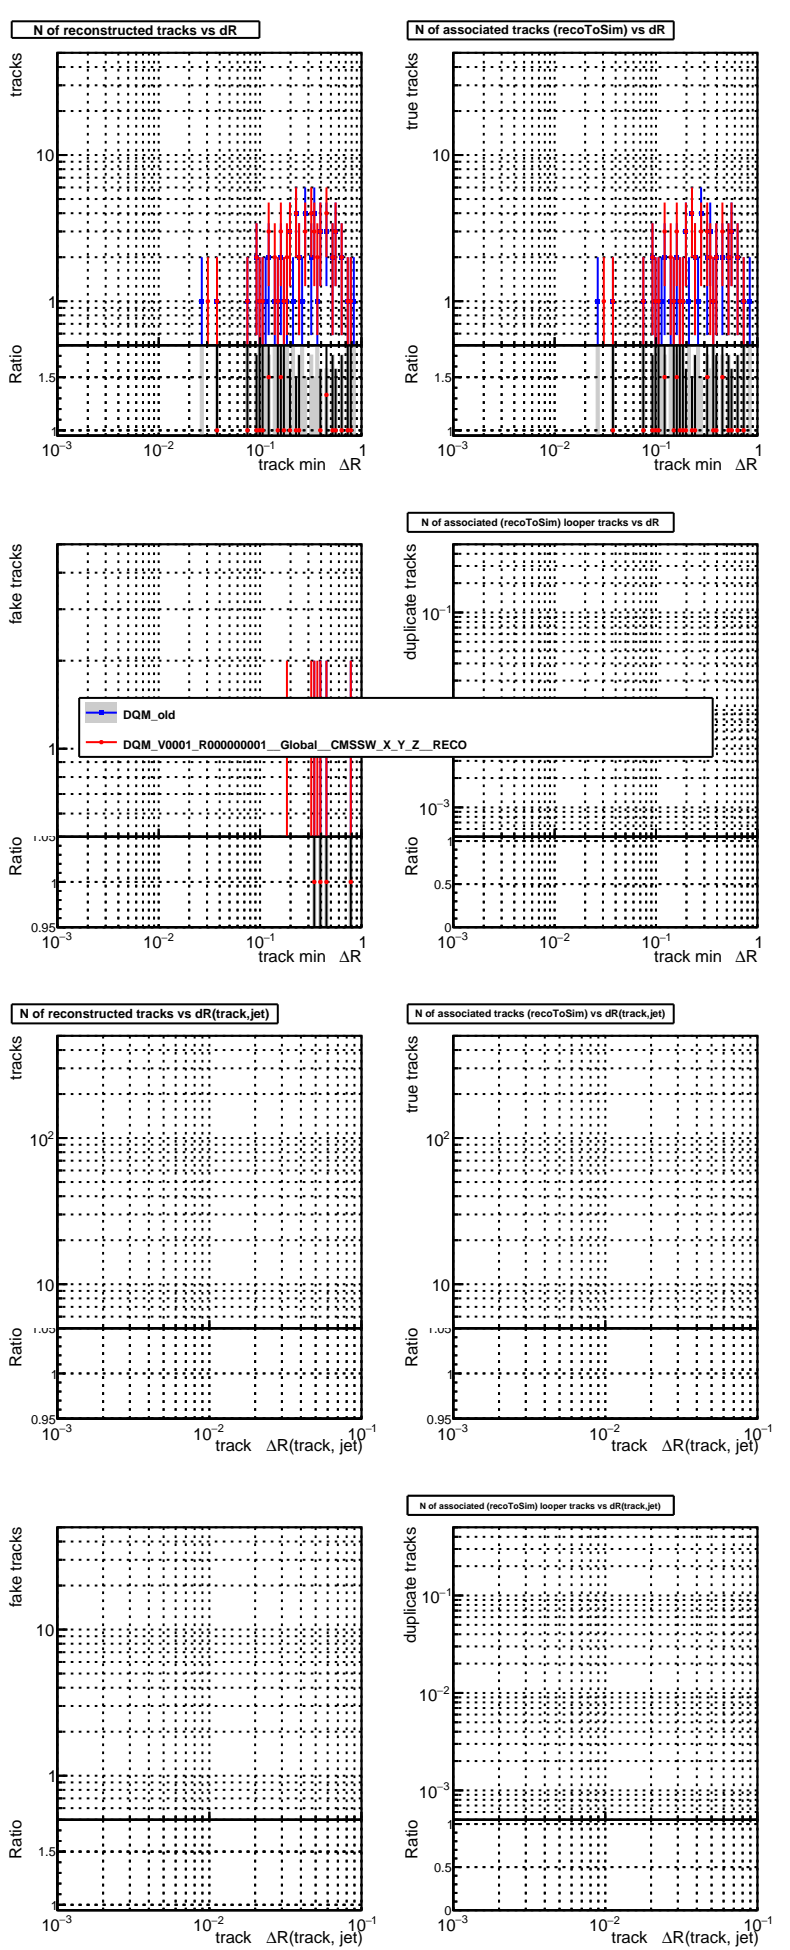 N of reconstructed tracks vs dR
tracks
10
1
Ratio
1.5
1
10⁻³
10⁻²
10⁻¹
1
track min ΔR
N of associated tracks (recoToSim) vs dR
true tracks
10
1
Ratio
1.5
1
10⁻³
10⁻²
10⁻¹
1
track min ΔR
fake tracks
1
Ratio
1.05
1
0.95
10⁻³
10⁻²
10⁻¹
1
track min ΔR
N of associated (recoToSim) looper tracks vs dR
duplicate tracks
10⁻¹
10⁻³
Ratio
1
0.5
0
10⁻³
10⁻²
10⁻¹
1
track min ΔR
DQM_old
DQM_V0001_R000000001__Global__CMSSW_X_Y_Z__RECO
N of reconstructed tracks vs dR(track,jet)
tracks
10²
10
Ratio
1.05
1
0.95
10⁻³
10⁻²
10⁻¹
track ΔR(track, jet)
N of associated tracks (recoToSim) vs dR(track,jet)
true tracks
10²
10
Ratio
1.05
1
0.95
10⁻³
10⁻²
10⁻¹
track ΔR(track, jet)
fake tracks
10
1
Ratio
1.5
1
10⁻³
10⁻²
10⁻¹
track ΔR(track, jet)
N of associated (recoToSim) looper tracks vs dR(track,jet)
duplicate tracks
10⁻¹
10⁻²
10⁻³
Ratio
1
0.5
0
10⁻³
10⁻²
10⁻¹
track ΔR(track, jet)